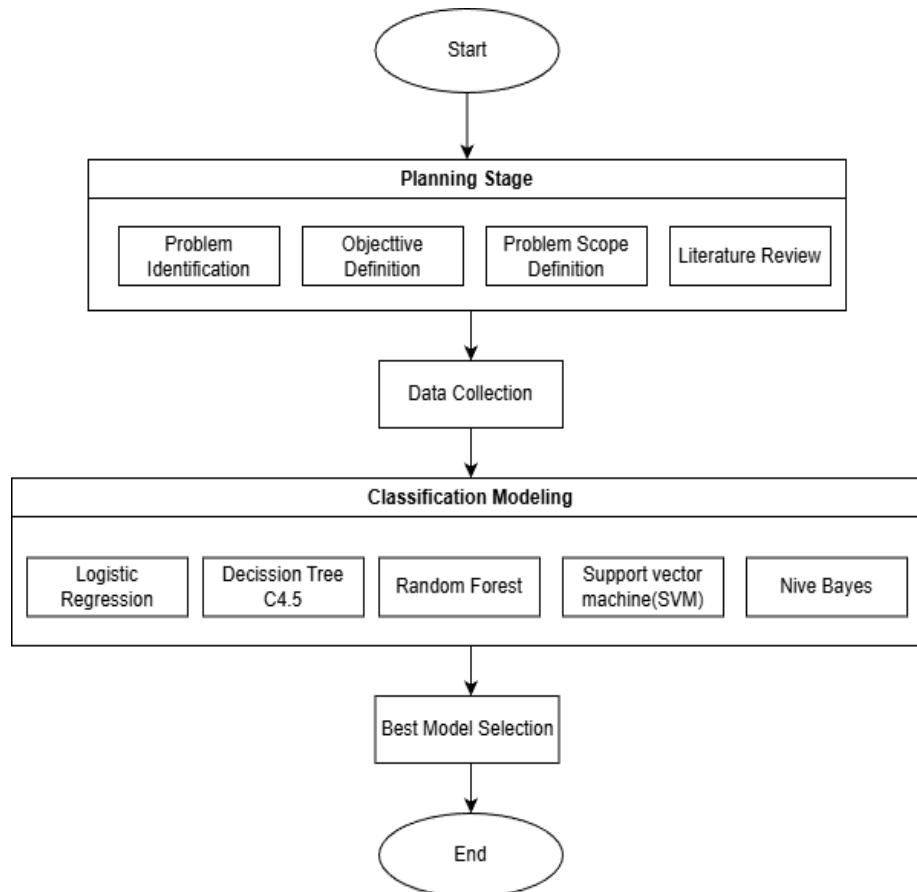 Start
Planning Stage
Problem
Identification
Objecttive
Definition
Problem Scope
Definition
Literature Review
Data Collection
Classification Modeling
Logistic
Regression
Decission Tree
C4.5
Random Forest
Support vector
machine(SVM)
Nive Bayes
Best Model Selection
End